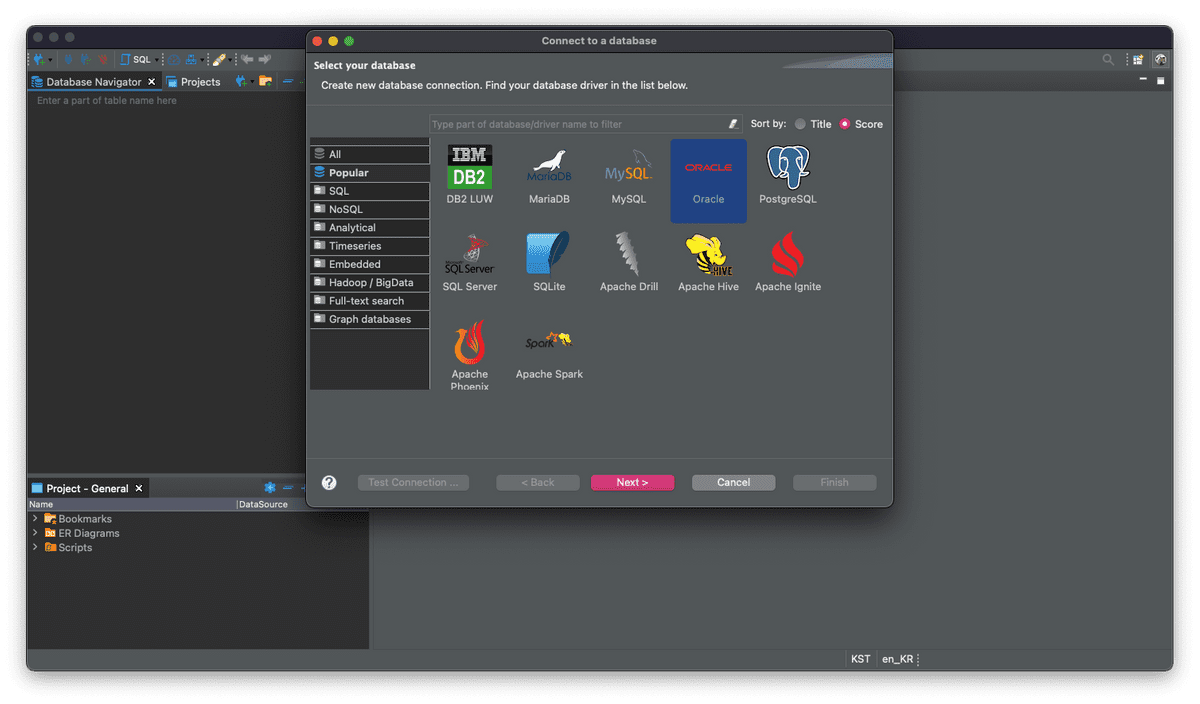 Connect to a database
Select your database
Create new database connection. Find your database driver in the list below.
SQL
Database Navigator
Projects
Enter a part of table name here
Type part of database/driver name to filter
Sort by:
Title
Score
All
Popular
SQL
NoSQL
Analytical
Timeseries
Embedded
Hadoop / BigData
Full-text search
Graph databases
IBM
DB2
DB2 LUW
MariaDB
MariaDB
MySQL
MySQL
ORACLE
Oracle
PostgreSQL
SQL Server
SQL Server
SQLite
Apache Drill
HIVE
Apache Hive
Apache Ignite
Apache
Phoenix
Spark
Apache Spark
Test Connection ...
< Back
Next >
Cancel
Finish
Project - General
Name
DataSource
Bookmarks
ER Diagrams
Scripts
KST
en_KR